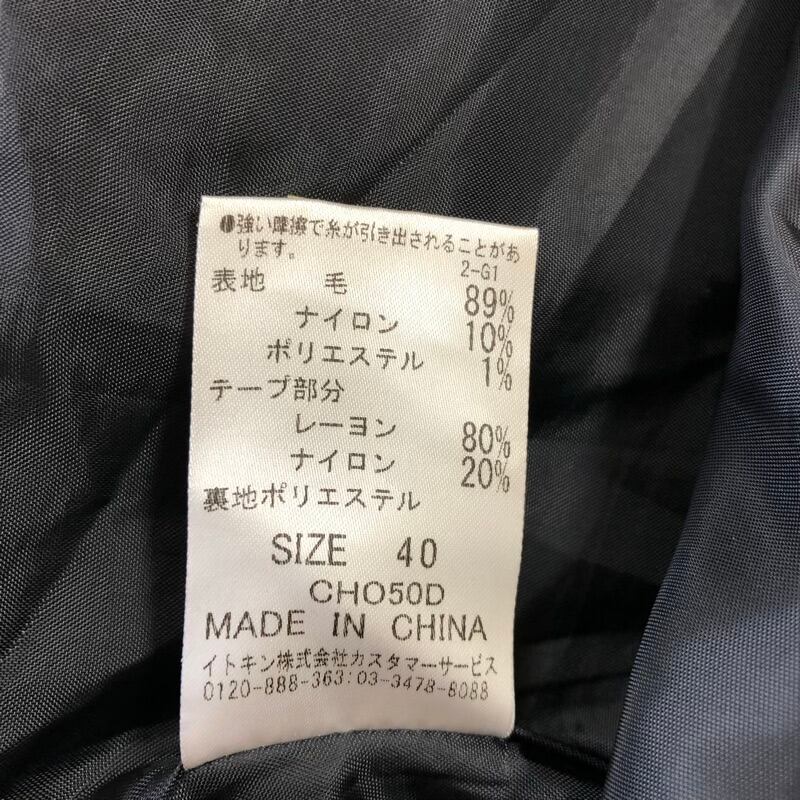 強い摩擦で糸が引き出されることがあ
ります。
2-G1
表地 毛 89%
ナイロン 10%
ポリエステル 1%
テープ部分
レーヨン 80%
ナイロン 20%
裏地ポリエステル
SIZE 40
CHO50D
MADE IN CHINA
イトキン株式会社カスタマーサービス
0120-888-363:03-3478-8088